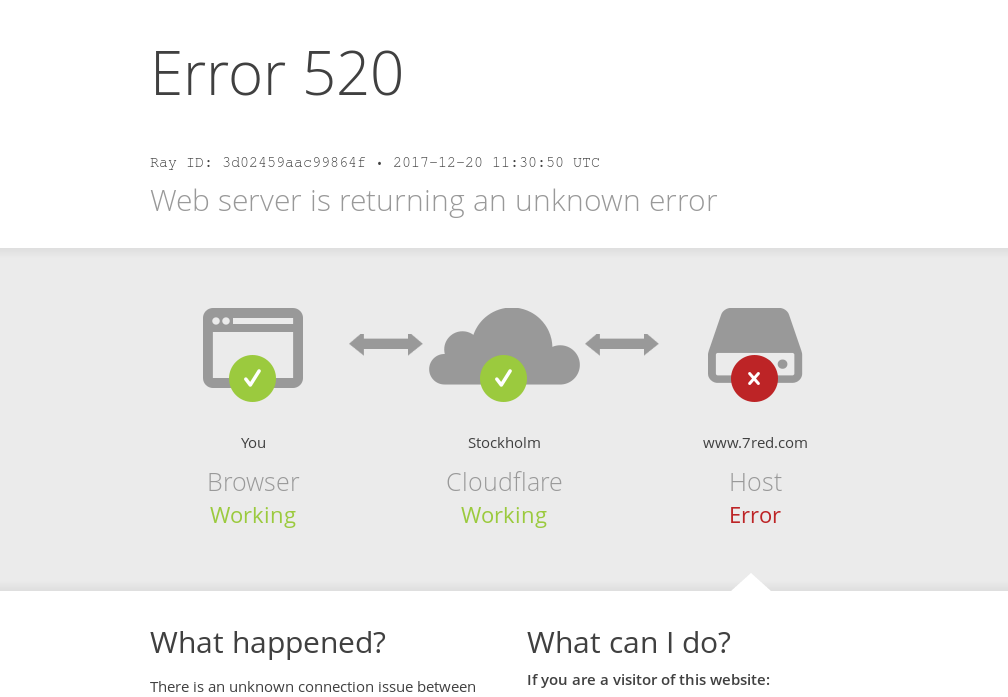 Error 520
Ray ID: 3d02459aac99864f • 2017-12-20 11:30:50 UTC
Web server is returning an unknown error
You
Browser
Working
Stockholm
Cloudflare
Working
www.7red.com
Host
Error
What happened?
There is an unknown connection issue between
What can I do?
If you are a visitor of this website: